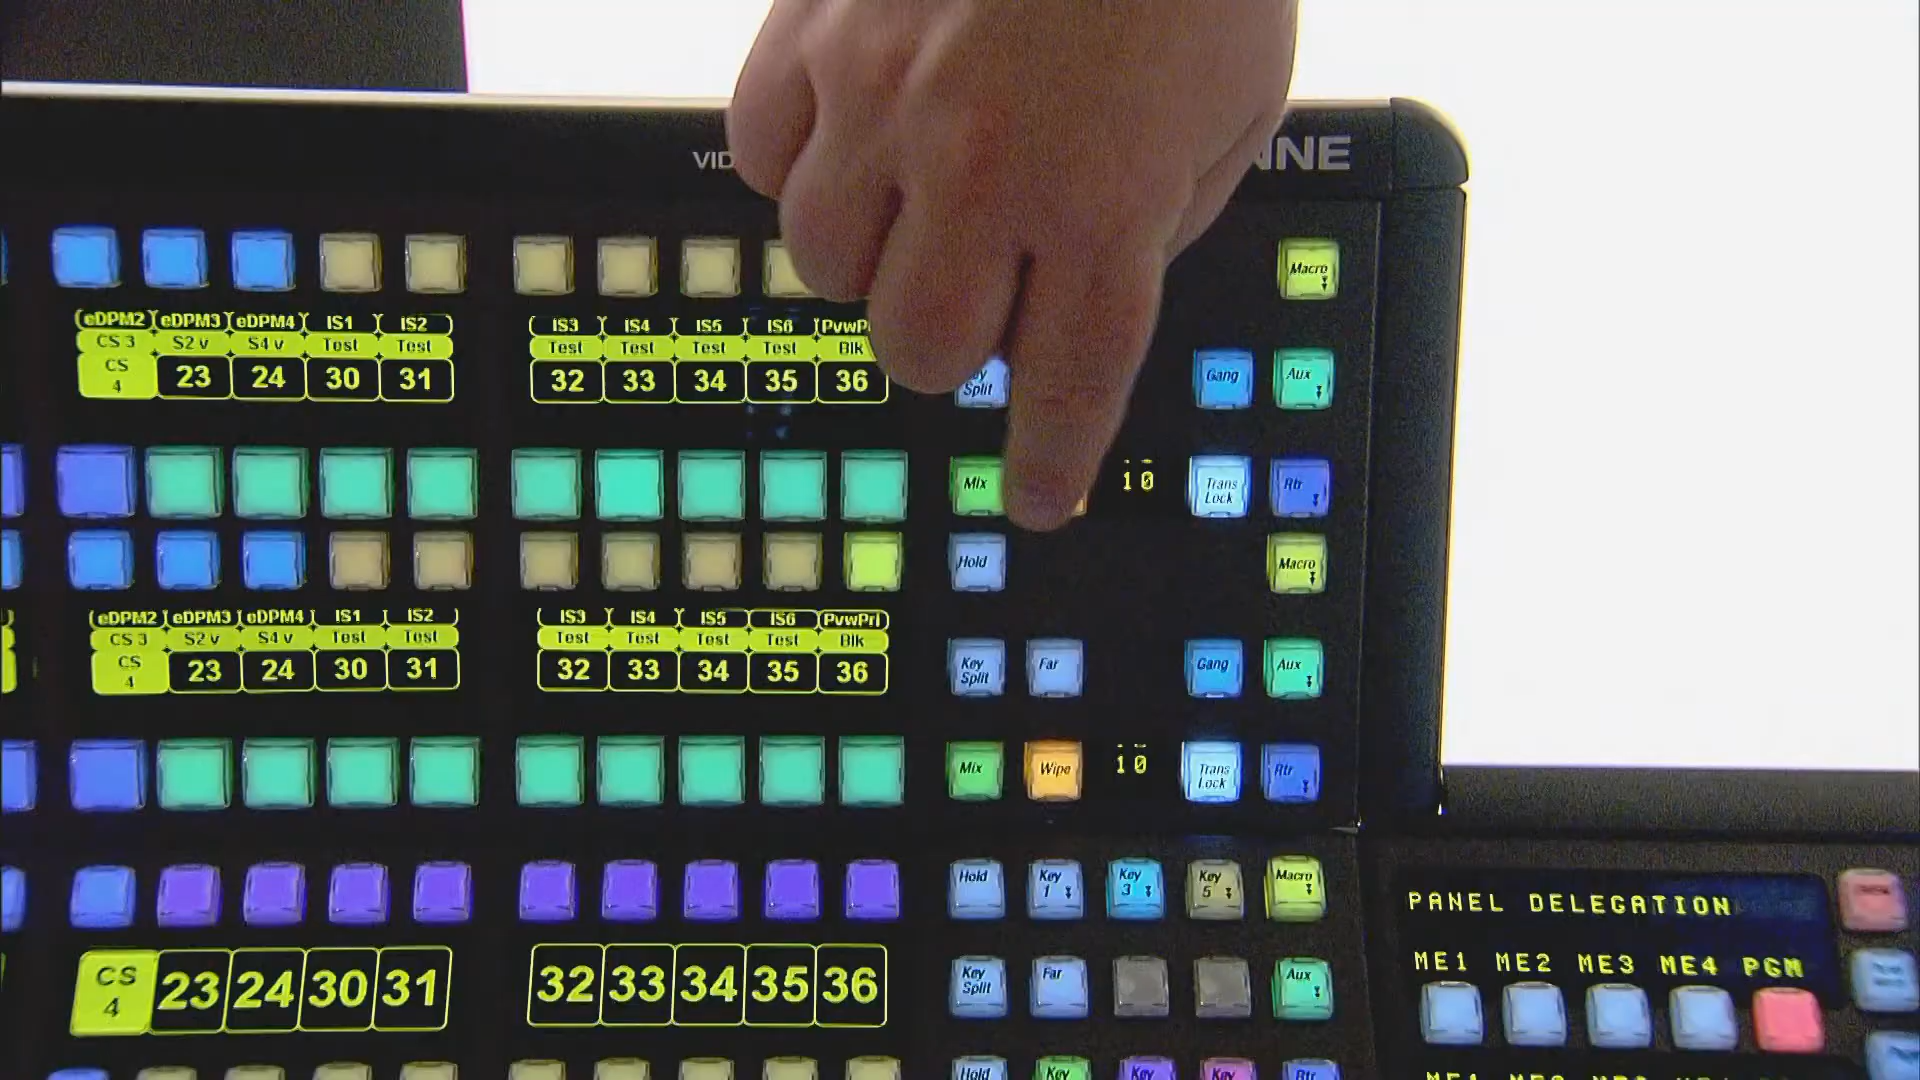 VID NNE
Macro
eDPM2 eDPM3 eDPM4 IS1 IS2 IS3 IS4 IS5 IS6
CS 3 S2 v S4 v Test Test Test Test Test Test Blk
CS 4 23 24 30 31 32 33 34 35 36
Split Gang Aux
Mix 10 Trans Lock Rtr
Hold Macro
eDPM2 eDPM3 eDPM4 IS1 IS2 IS3 IS4 IS5 IS6 PvwPrl
CS 3 S2 v S4 v Test Test Test Test Test Test Blk
CS 4 23 24 30 31 32 33 34 35 36
Key Split Far Gang Aux
Mix Wipe 10 Trans Lock Rtr
Hold Key 1 Key 3 Key 5 Macro
CS 4 23 24 30 31 32 33 34 35 36
Key Split Far Aux
Hold Key Key Key Rtr
PANEL DELEGATION
ME1 ME2 ME3 ME4 PGM